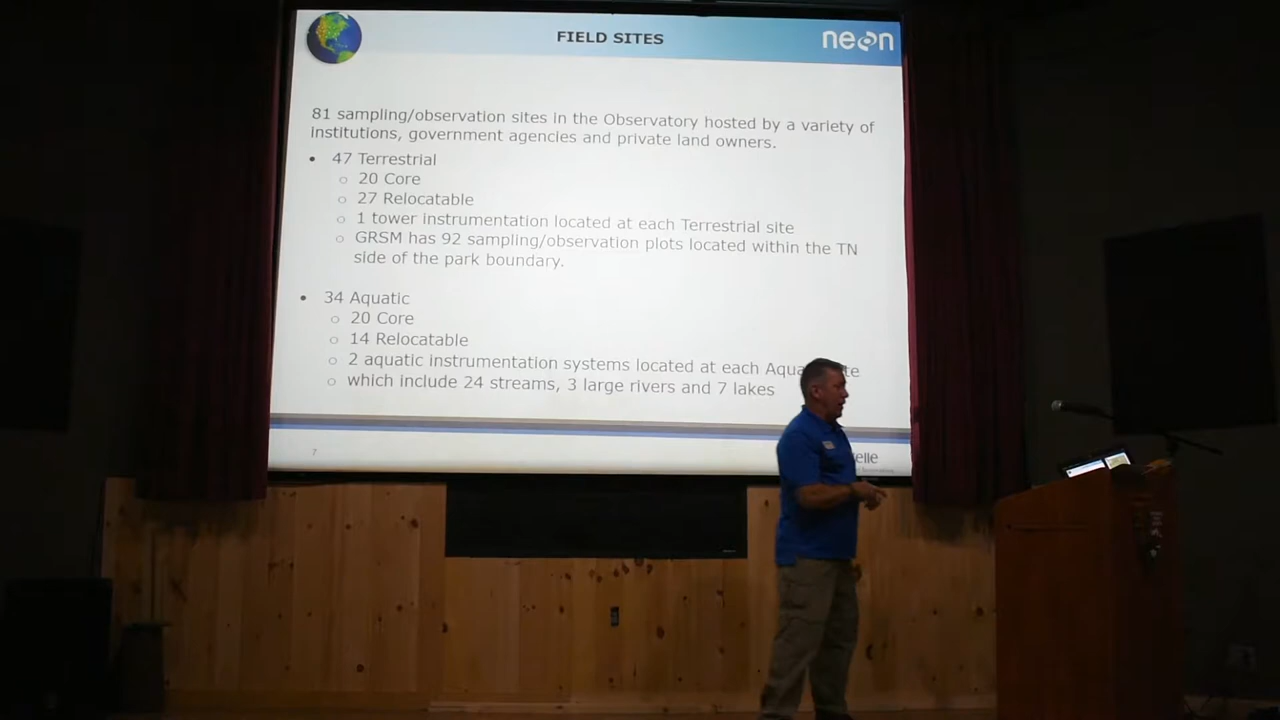 FIELD SITES
neon
81 sampling/observation sites in the Observatory hosted by a variety of
institutions, government agencies and private land owners.
• 47 Terrestrial
○ 20 Core
○ 27 Relocatable
○ 1 tower instrumentation located at each Terrestrial site
○ GRSM has 92 sampling/observation plots located within the TN
side of the park boundary.
• 34 Aquatic
○ 20 Core
○ 14 Relocatable
○ 2 aquatic instrumentation systems located at each
○ which include 24 streams, 3 large rivers and 7 lakes
7